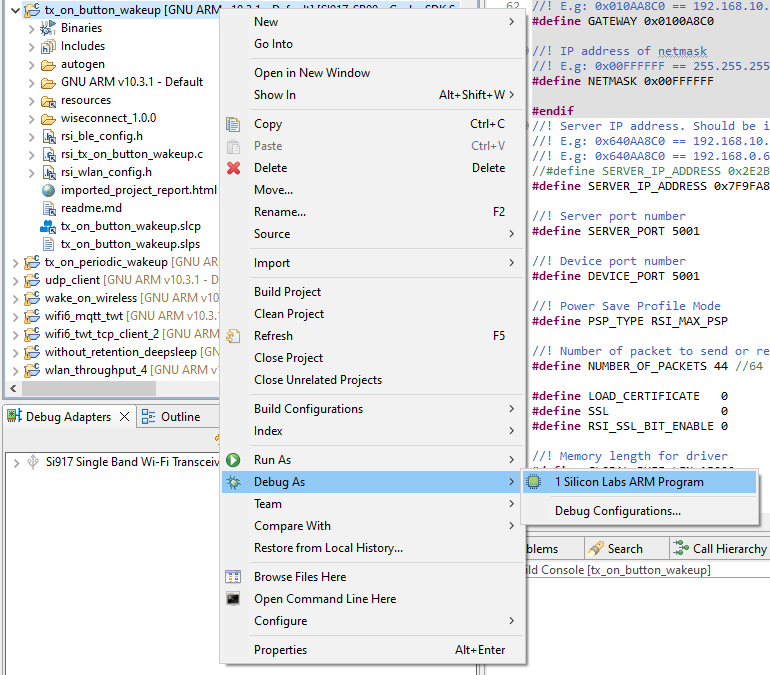 tx_on_button_wakeup [GNU ARM
Binaries
Includes
autogen
GNU ARM v10.3.1 - Default
resources
wiseconnect_1.0.0
rsi_ble_config.h
rsi_tx_on_button_wakeup.c
rsi_wlan_config.h
imported_project_report.html
readme.md
tx_on_button_wakeup.slcp
tx_on_button_wakeup.slps
tx_on_periodic_wakeup [GNU
udp_client [GNU ARM v10.3.1 - D
wake_on_wireless [GNU ARM v10
wifi6_mqtt_twt [GNU ARM v10.3.
wifi6_twt_tcp_client_2 [GNU ARM
without_retention_deepsleep [GN
wlan_throughput_4 [GNU ARM
Debug Adapters
Outline
Si917 Single Band Wi-Fi Transceiv
New
Go Into
Open in New Window
Show In Alt+Shift+W
Copy Ctrl+C
Paste Ctrl+V
Delete Delete
Move...
Rename... F2
Source
Import
Build Project
Clean Project
Refresh F5
Close Project
Close Unrelated Projects
Build Configurations
Index
Run As
Debug As
Team
Compare With
Restore from Local History...
Browse Files Here
Open Command Line Here
Configure
Properties Alt+Enter
1 Silicon Labs ARM Program
Debug Configurations...
62
//! E.g: 0x010AA8C0 == 192.168.10.
#define GATEWAY 0x0100A8C0
//! IP address of netmask
//! E.g: 0x00FFFFFF == 255.255.255
#define NETMASK 0x00FFFFFF
#endif
//! Server IP address. Should be i
//! E.g: 0x640AA8C0 == 192.168.10.
//! E.g: 0x640AA8C0 == 192.168.0.6
//#define SERVER_IP_ADDRESS 0x2E2B
#define SERVER_IP_ADDRESS 0x7F9FA8
//! Server port number
#define SERVER_PORT 5001
//! Device port number
#define DEVICE_PORT 5001
//! Power Save Profile Mode
#define PSP_TYPE RSI_MAX_PSP
//! Number of packet to send or re
#define NUMBER_OF_PACKETS 44 //64
#define LOAD_CERTIFICATE 0
#define SSL 0
#define RSI_SSL_BIT_ENABLE 0
//! Memory length for driver
blems
Search
Call Hierarchy
ld Console [tx_on_button_wakeup]